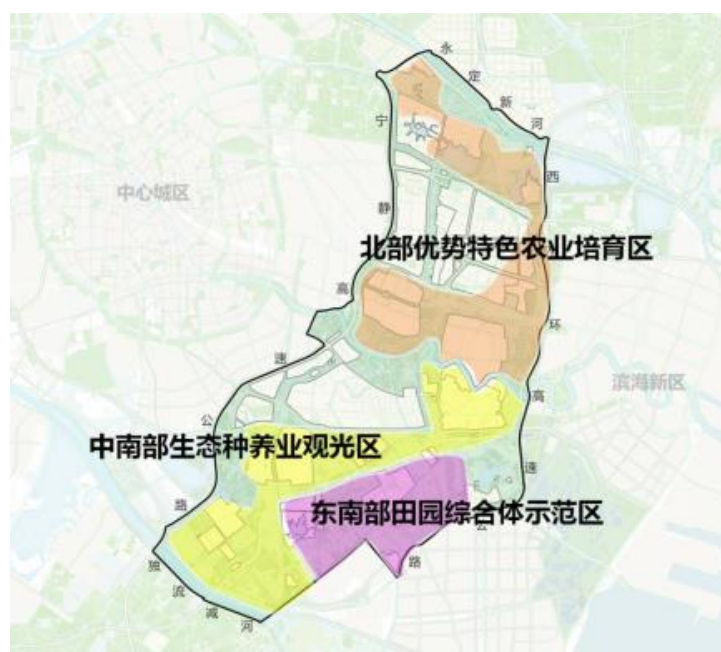 永定新河
宁静高速公路
西环高速公路
中心城区
北部优势特色农业培育区
滨海新区
中南部生态种养业观光区
东南部田园综合体示范区
独流减河